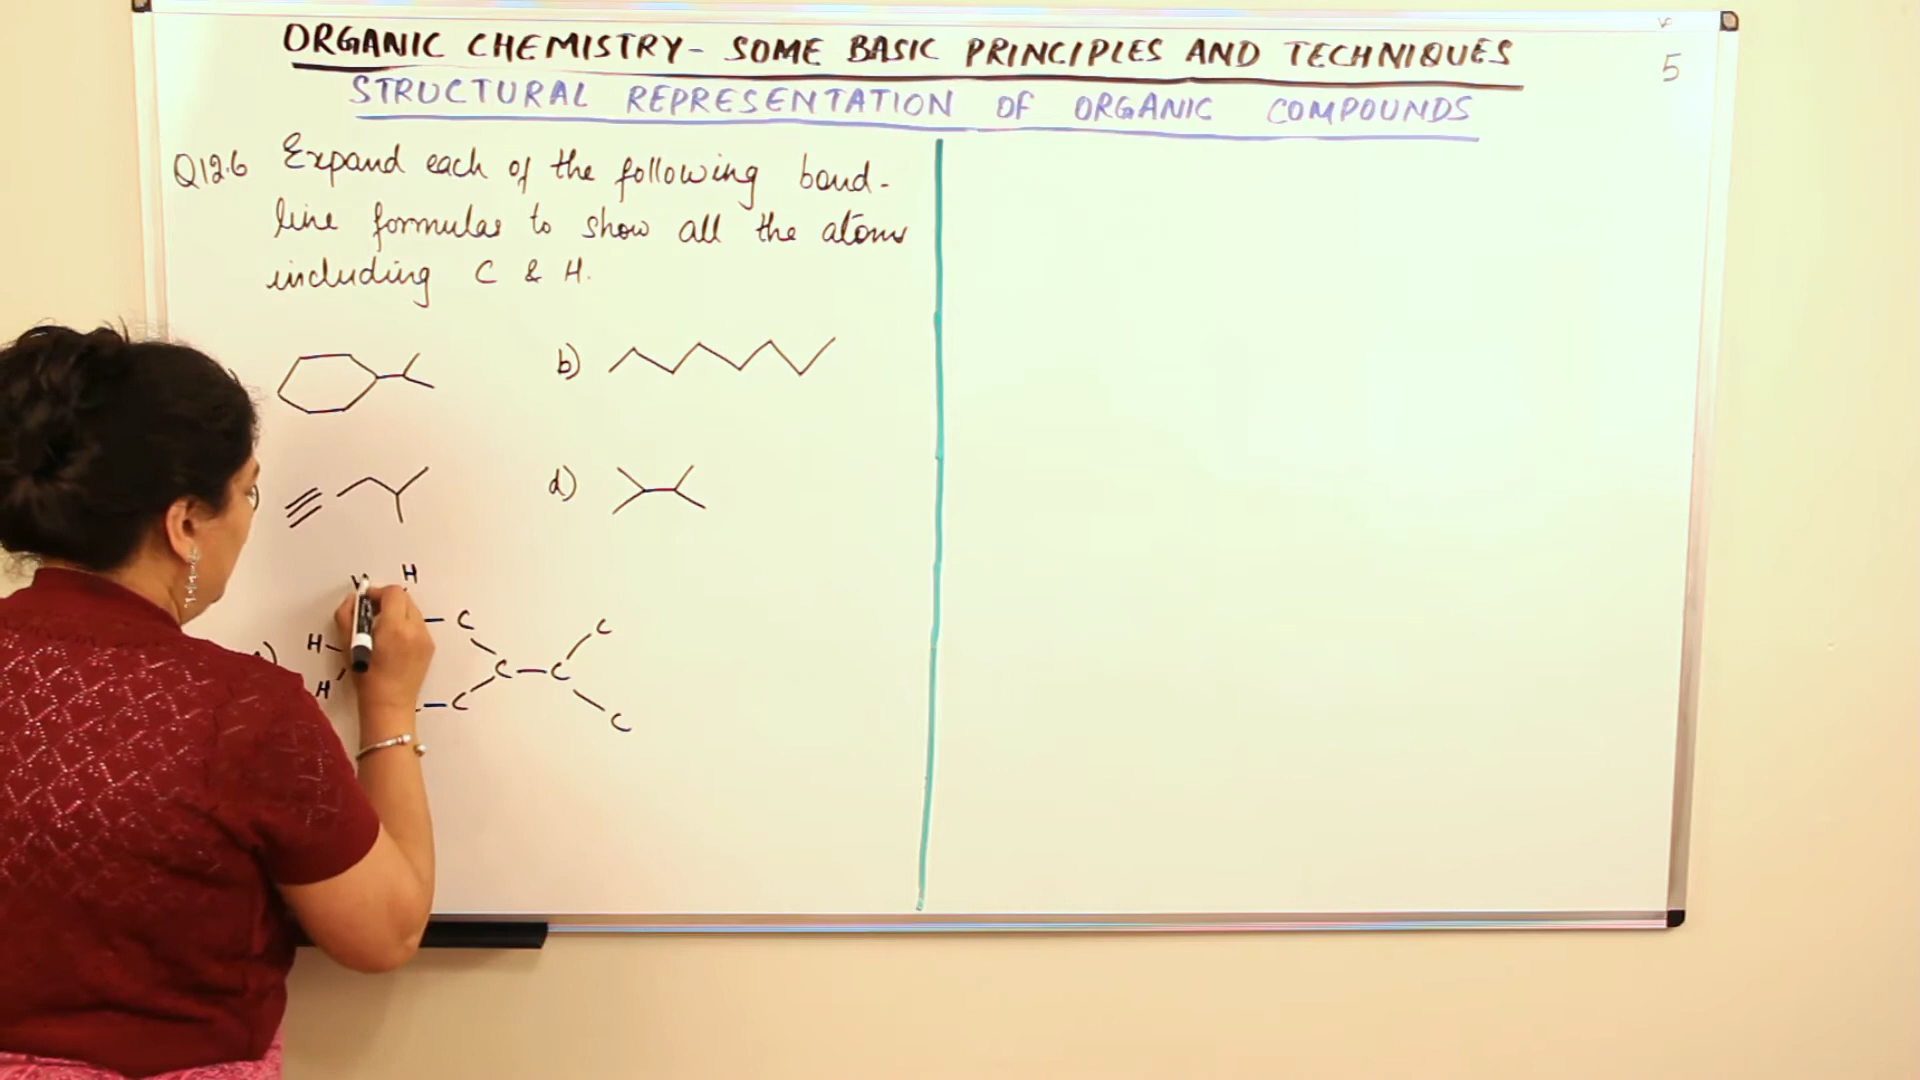 ORGANIC CHEMISTRY- SOME BASIC PRINCIPLES AND TECHNIQUES
5
STRUCTURAL REPRESENTATION OF ORGANIC COMPOUNDS
Q12.6 Expand each of the following bond-
line formulas to show all the atoms
including C & H.
b)
d)
H
H
C
C
H
C
C
H
C
C